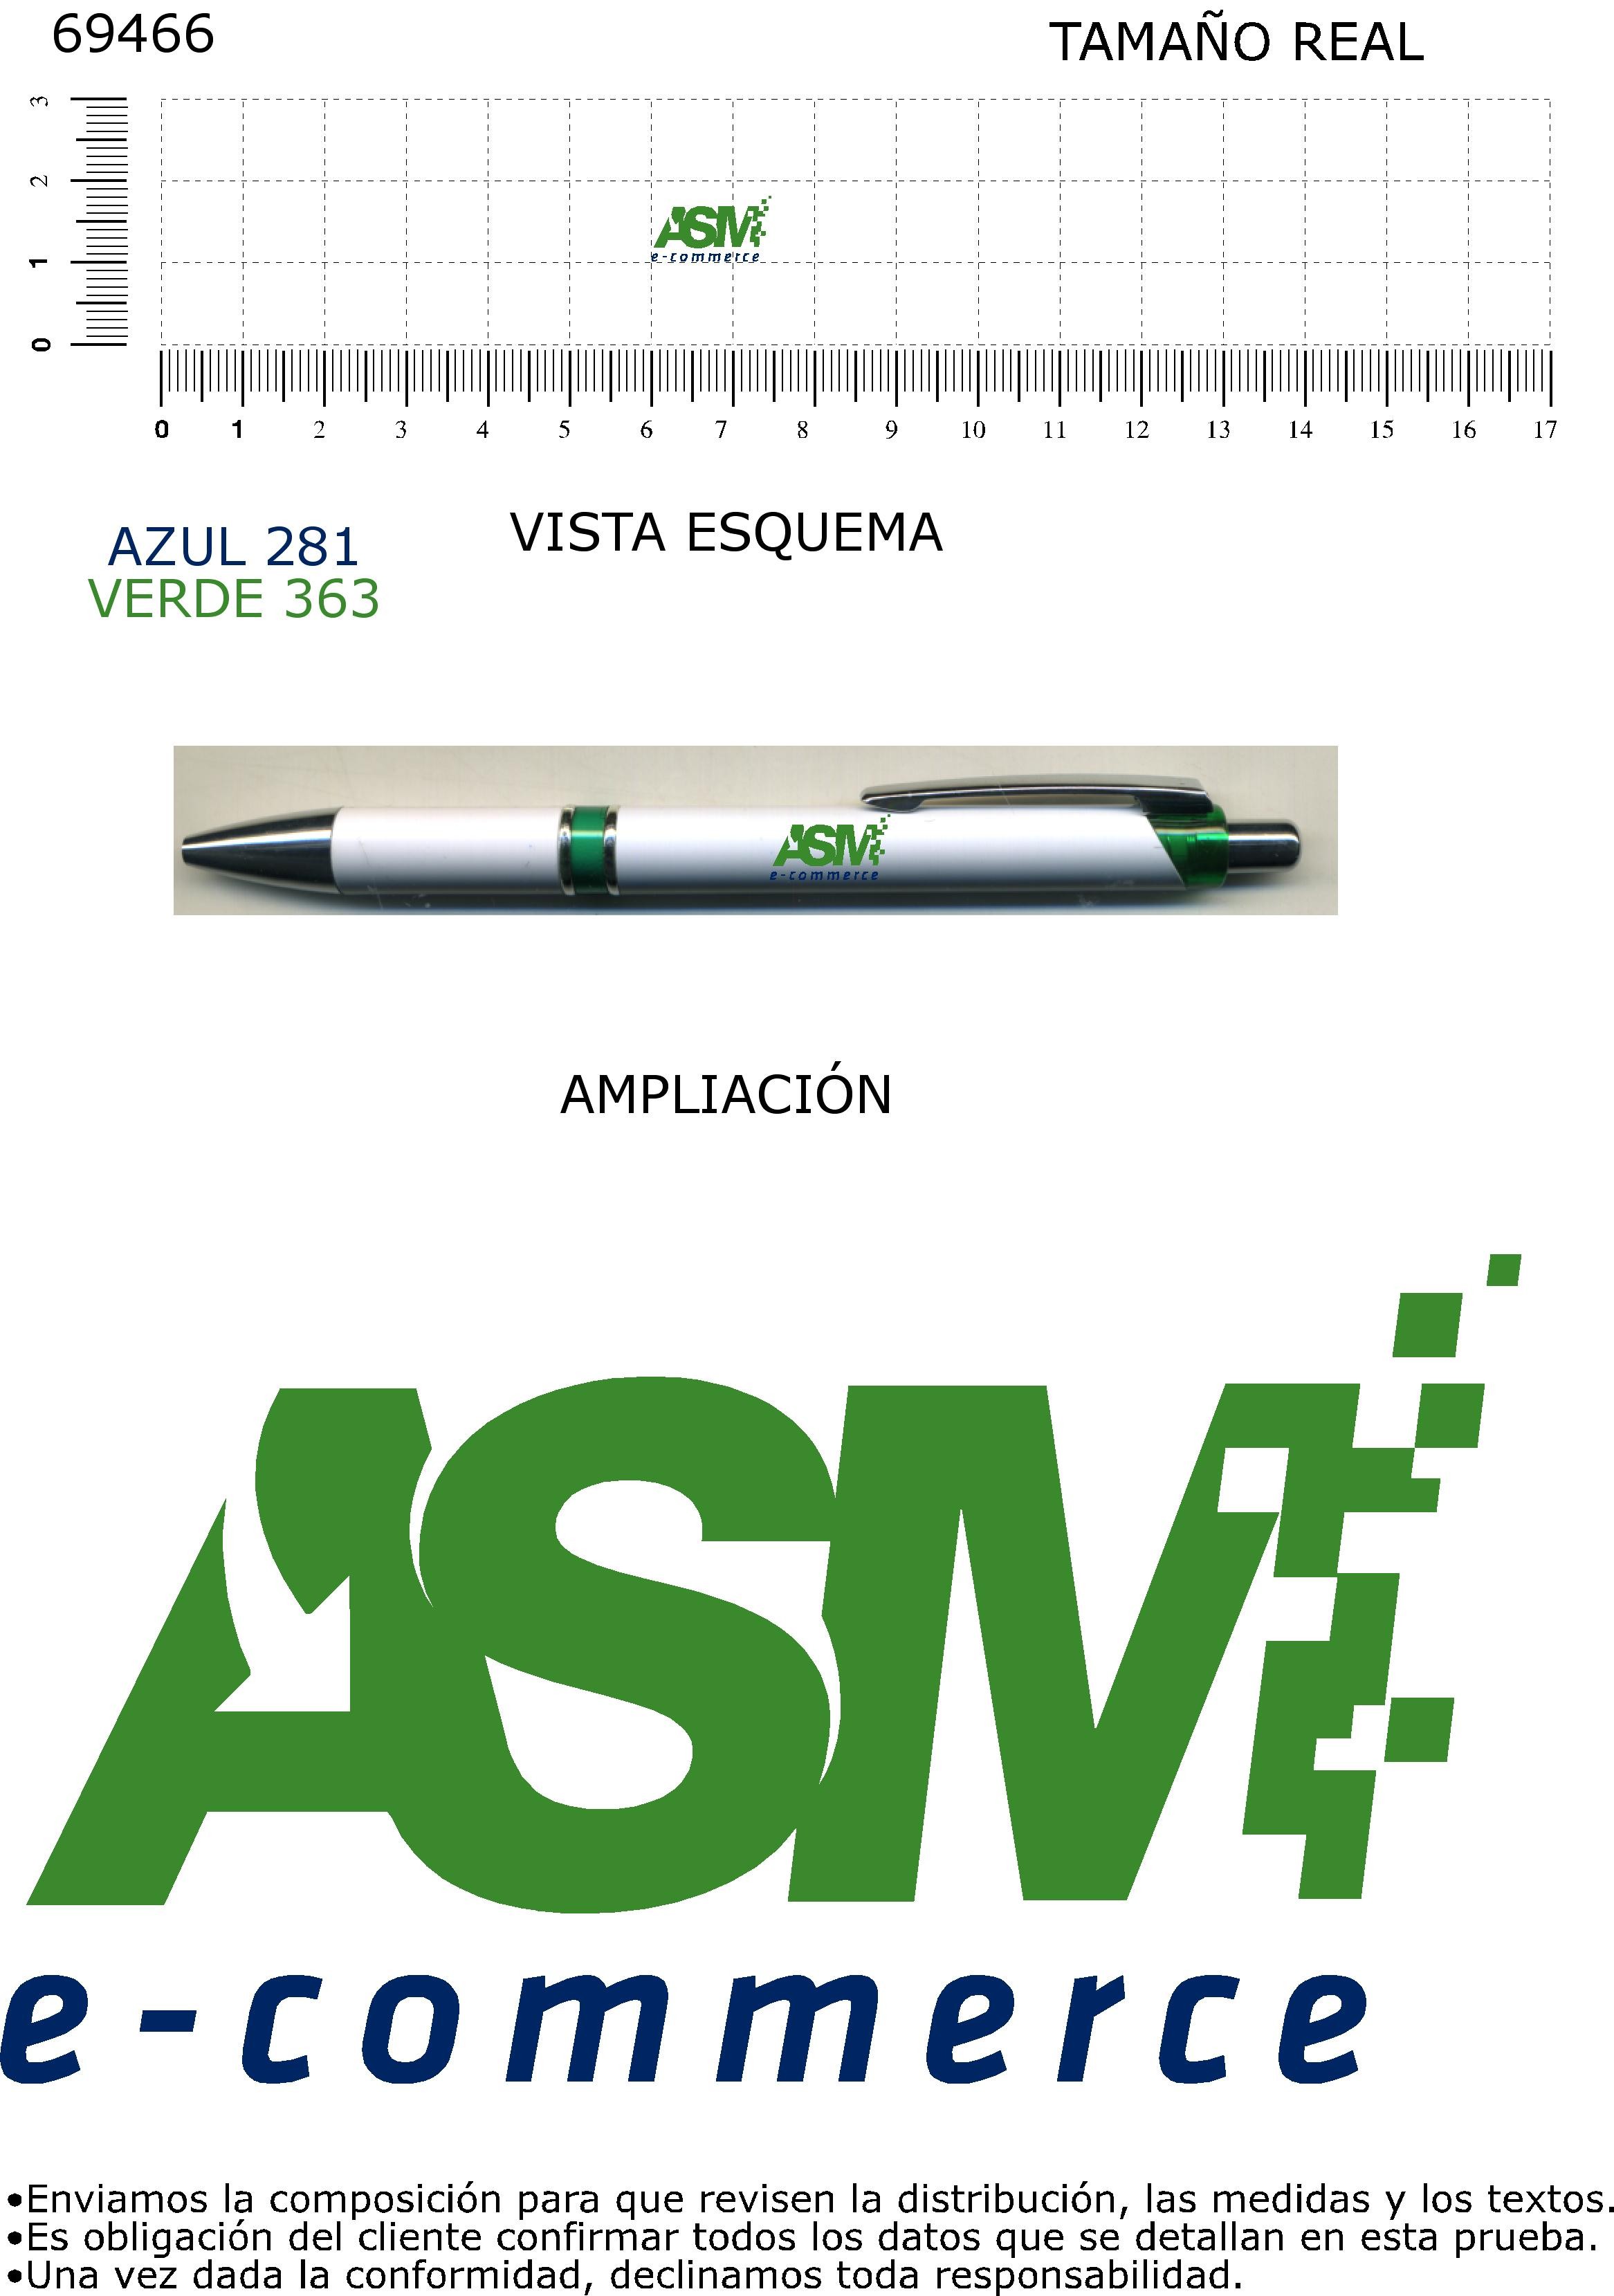 69466
TAMAÑO REAL
3
2
1
0
ASM
e-commerce
0 1 2 3 4 5 6 7 8 9 10 11 12 13 14 15 16 17
AZUL 281
VERDE 363
VISTA ESQUEMA
ASM
e-commerce
AMPLIACIÓN
ASM
e-commerce
•Enviamos la composición para que revisen la distribución, las medidas y los textos.
•Es obligación del cliente confirmar todos los datos que se detallan en esta prueba.
•Una vez dada la conformidad, declinamos toda responsabilidad.